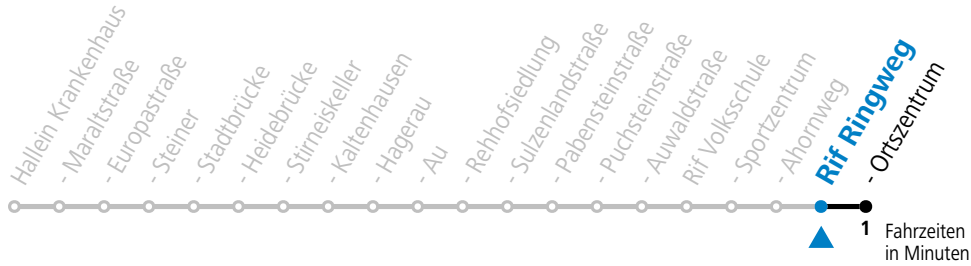 Hallein Krankenhaus
- Maraltstraße
- Europastraße
- Steiner
- Stadtbrücke
- Heidebrücke
- Stirneiskeller
- Kaltenhausen
- Hagerau
- Au
- Rehhofsiedlung
- Sulzenlandstraße
- Pabensteinstraße
- Puchsteinstraße
- Auwaldstraße
Rif Volksschule
- Sportzentrum
- Ahornweg
Rif Ringweg
- Ortszentrum
1
Fahrzeiten
in Minuten